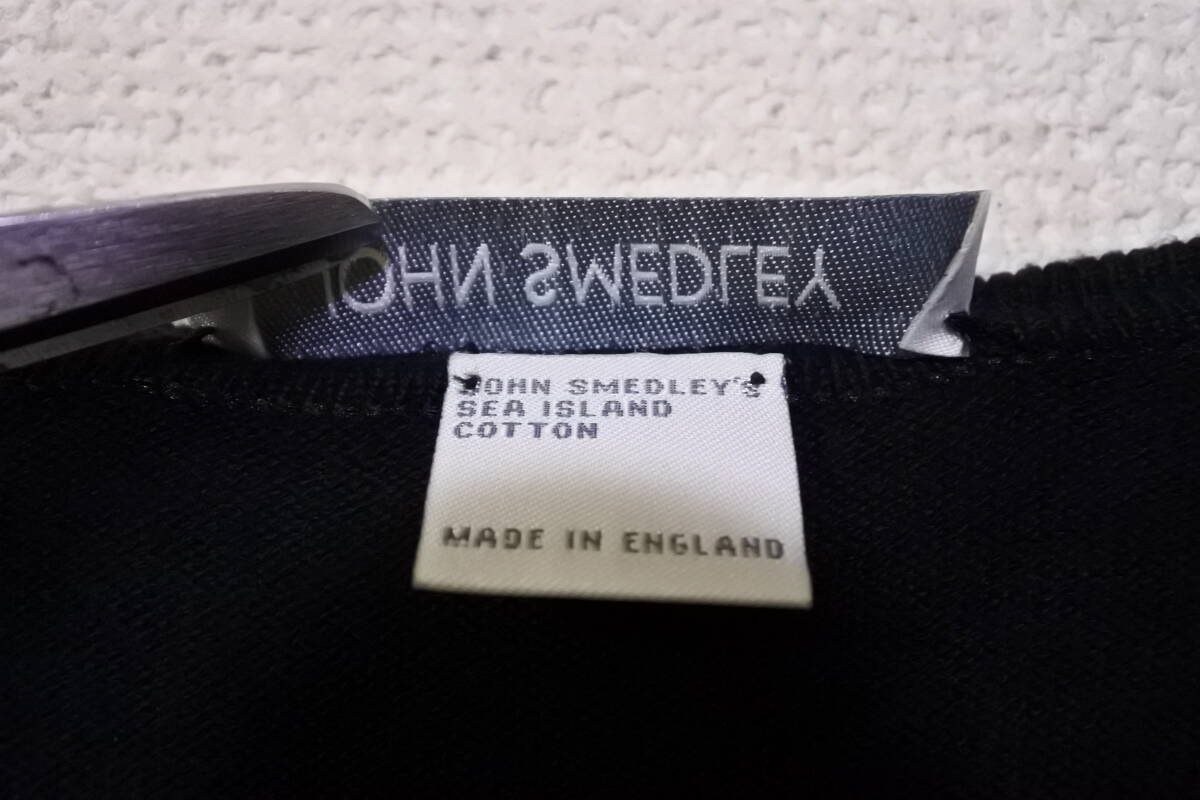 JOHN SMEDLEY
JOHN SMEDLEY'S
SEA ISLAND
COTTON
MADE IN ENGLAND